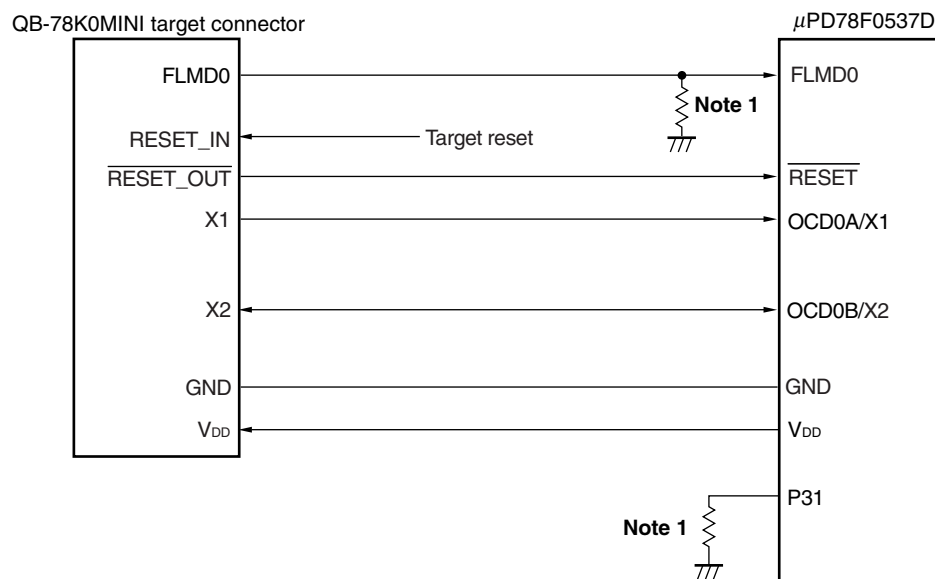 QB-78K0MINI target connector
μPD78F0537D
FLMD0
FLMD0
Note 1
RESET_IN
Target reset
RESET_OUT
RESET
X1
OCD0A/X1
X2
OCD0B/X2
GND
GND
VDD
VDD
P31
Note 1